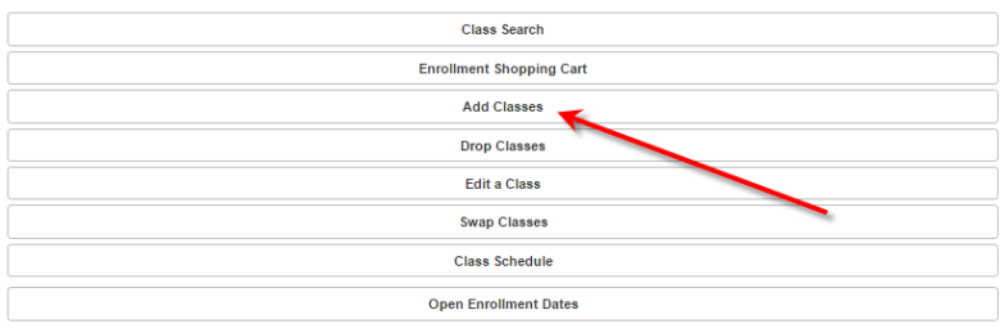 Class Search
Enrollment Shopping Cart
Add Classes
Drop Classes
Edit a Class
Swap Classes
Class Schedule
Open Enrollment Dates